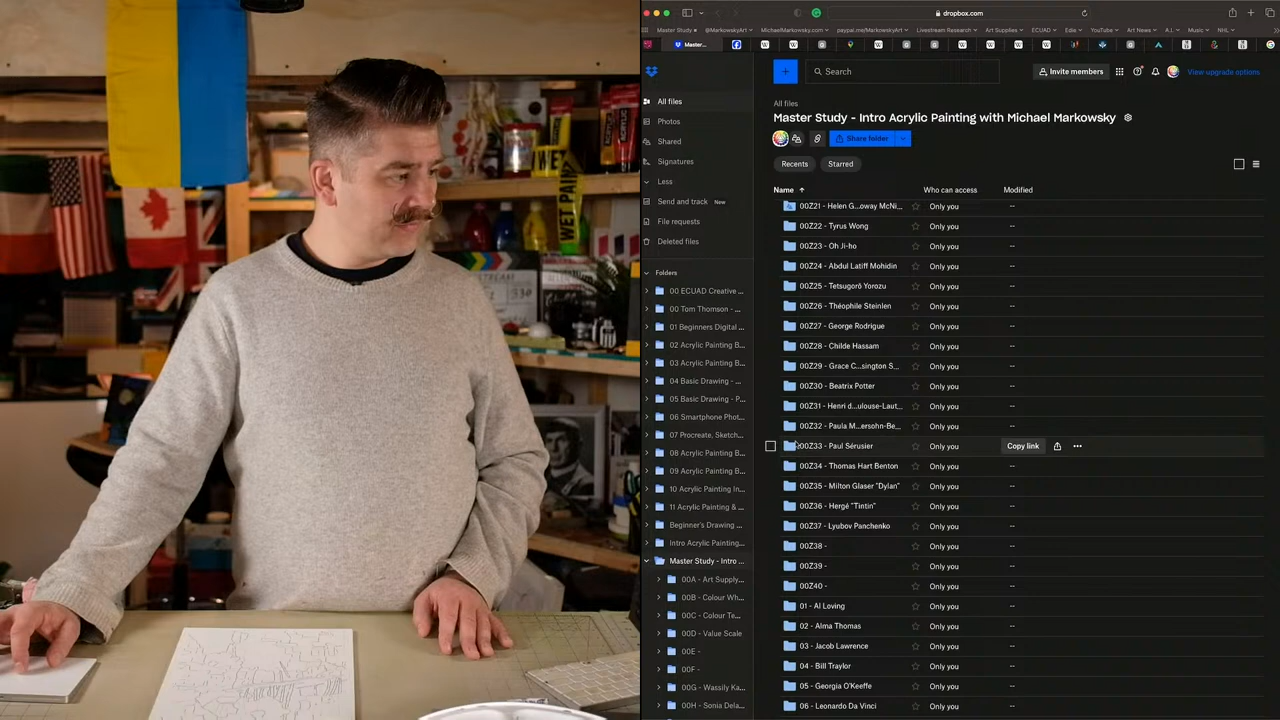 WET PAINT
WET
dropbox.com
Master Study
@MarkowskyArt
MichaelMarkowsky.com
paypal.me/MarkowskyArt
Livestream Research
Art Supplies
ECUAD
Edie
YouTube
Art News
A.I.
Music
NHL
Master...
Search
Invite members
View upgrade options
All files
Photos
Shared
Signatures
Less
Send and track New
File requests
Deleted files
Folders
00 ECUAD Creative ...
00 Tom Thomson - ...
01 Beginners Digital ...
02 Acrylic Painting B...
03 Acrylic Painting B...
04 Basic Drawing - ...
05 Basic Drawing - P...
06 Smartphone Phot...
07 Procreate, Sketch...
08 Acrylic Painting B...
09 Acrylic Painting B...
10 Acrylic Painting In...
11 Acrylic Painting & ...
Beginner's Drawing ...
Intro Acrylic Painting...
Master Study - Intro ...
00A - Art Supply...
00B - Colour Wh...
00C - Colour Te...
00D - Value Scale
00E -
00F -
00G - Wassily Ka...
00H - Sonia Dela...
All files
Master Study - Intro Acrylic Painting with Michael Markowsky
Share folder
Recents
Starred
Name Who can access Modified
00Z21 - Helen G...oway McNi... Only you --
00Z22 - Tyrus Wong Only you --
00Z23 - Oh Ji-ho Only you --
00Z24 - Abdul Latiff Mohidin Only you --
00Z25 - Tetsugorō Yorozu Only you --
00Z26 - Théophile Steinlen Only you --
00Z27 - George Rodrigue Only you --
00Z28 - Childe Hassam Only you --
00Z29 - Grace C...sington S... Only you --
00Z30 - Beatrix Potter Only you --
00Z31 - Henri d...ulouse-Laut... Only you --
00Z32 - Paula M...ersohn-Be... Only you --
00Z33 - Paul Sérusier Only you Copy link
00Z34 - Thomas Hart Benton Only you --
00Z35 - Milton Glaser "Dylan" Only you --
00Z36 - Hergé "Tintin" Only you --
00Z37 - Lyubov Panchenko Only you --
00Z38 - Only you --
00Z39 - Only you --
00Z40 - Only you --
01 - Al Loving Only you --
02 - Alma Thomas Only you --
03 - Jacob Lawrence Only you --
04 - Bill Traylor Only you --
05 - Georgia O'Keeffe Only you --
06 - Leonardo Da Vinci Only you --